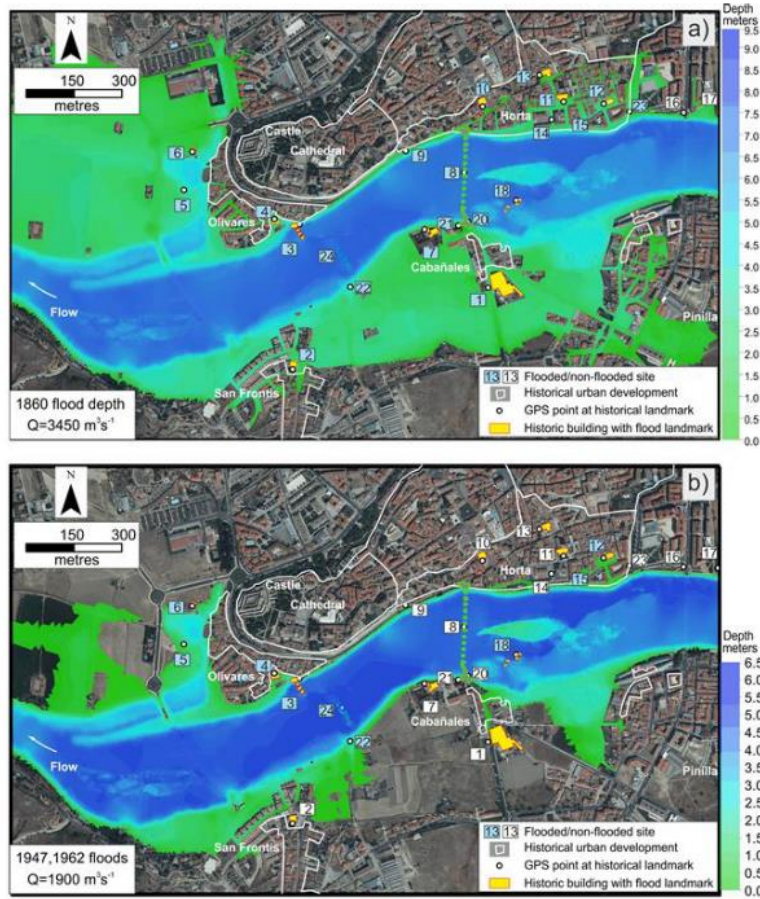 Depth
meters
a)
N
150 300
metres
9.5
9.0
8.5
8.0
7.5
7.0
6.5
6.0
5.5
5.0
4.5
4.0
3.5
3.0
2.5
2.0
1.5
1.0
0.5
0.0
13
10
11
12
23
16
17
Castle
Horta
14
15
Cathedral
9
6
8
5
18
Olivares
4
20
21
3
7
24
Cabañales
22
1
Flow
Pinilla
2
San Frontis
1860 flood depth
Q=3450 m³s⁻¹
13 13 Flooded/non-flooded site
Historical urban development
GPS point at historical landmark
Historic building with flood landmark
b)
N
150 300
metres
13
10
11
12
23
16
17
Castle
Horta
14
15
Cathedral
9
6
8
5
18
Depth
meters
6.5
6.0
5.5
5.0
4.5
4.0
3.5
3.0
2.5
2.0
1.5
1.0
0.5
0.0
Olivares
4
20
21
3
7
24
Cabañales
22
1
Flow
Pinilla
2
San Frontis
1947,1962 floods
Q=1900 m³s⁻¹
13 13 Flooded/non-flooded site
Historical urban development
GPS point at historical landmark
Historic building with flood landmark